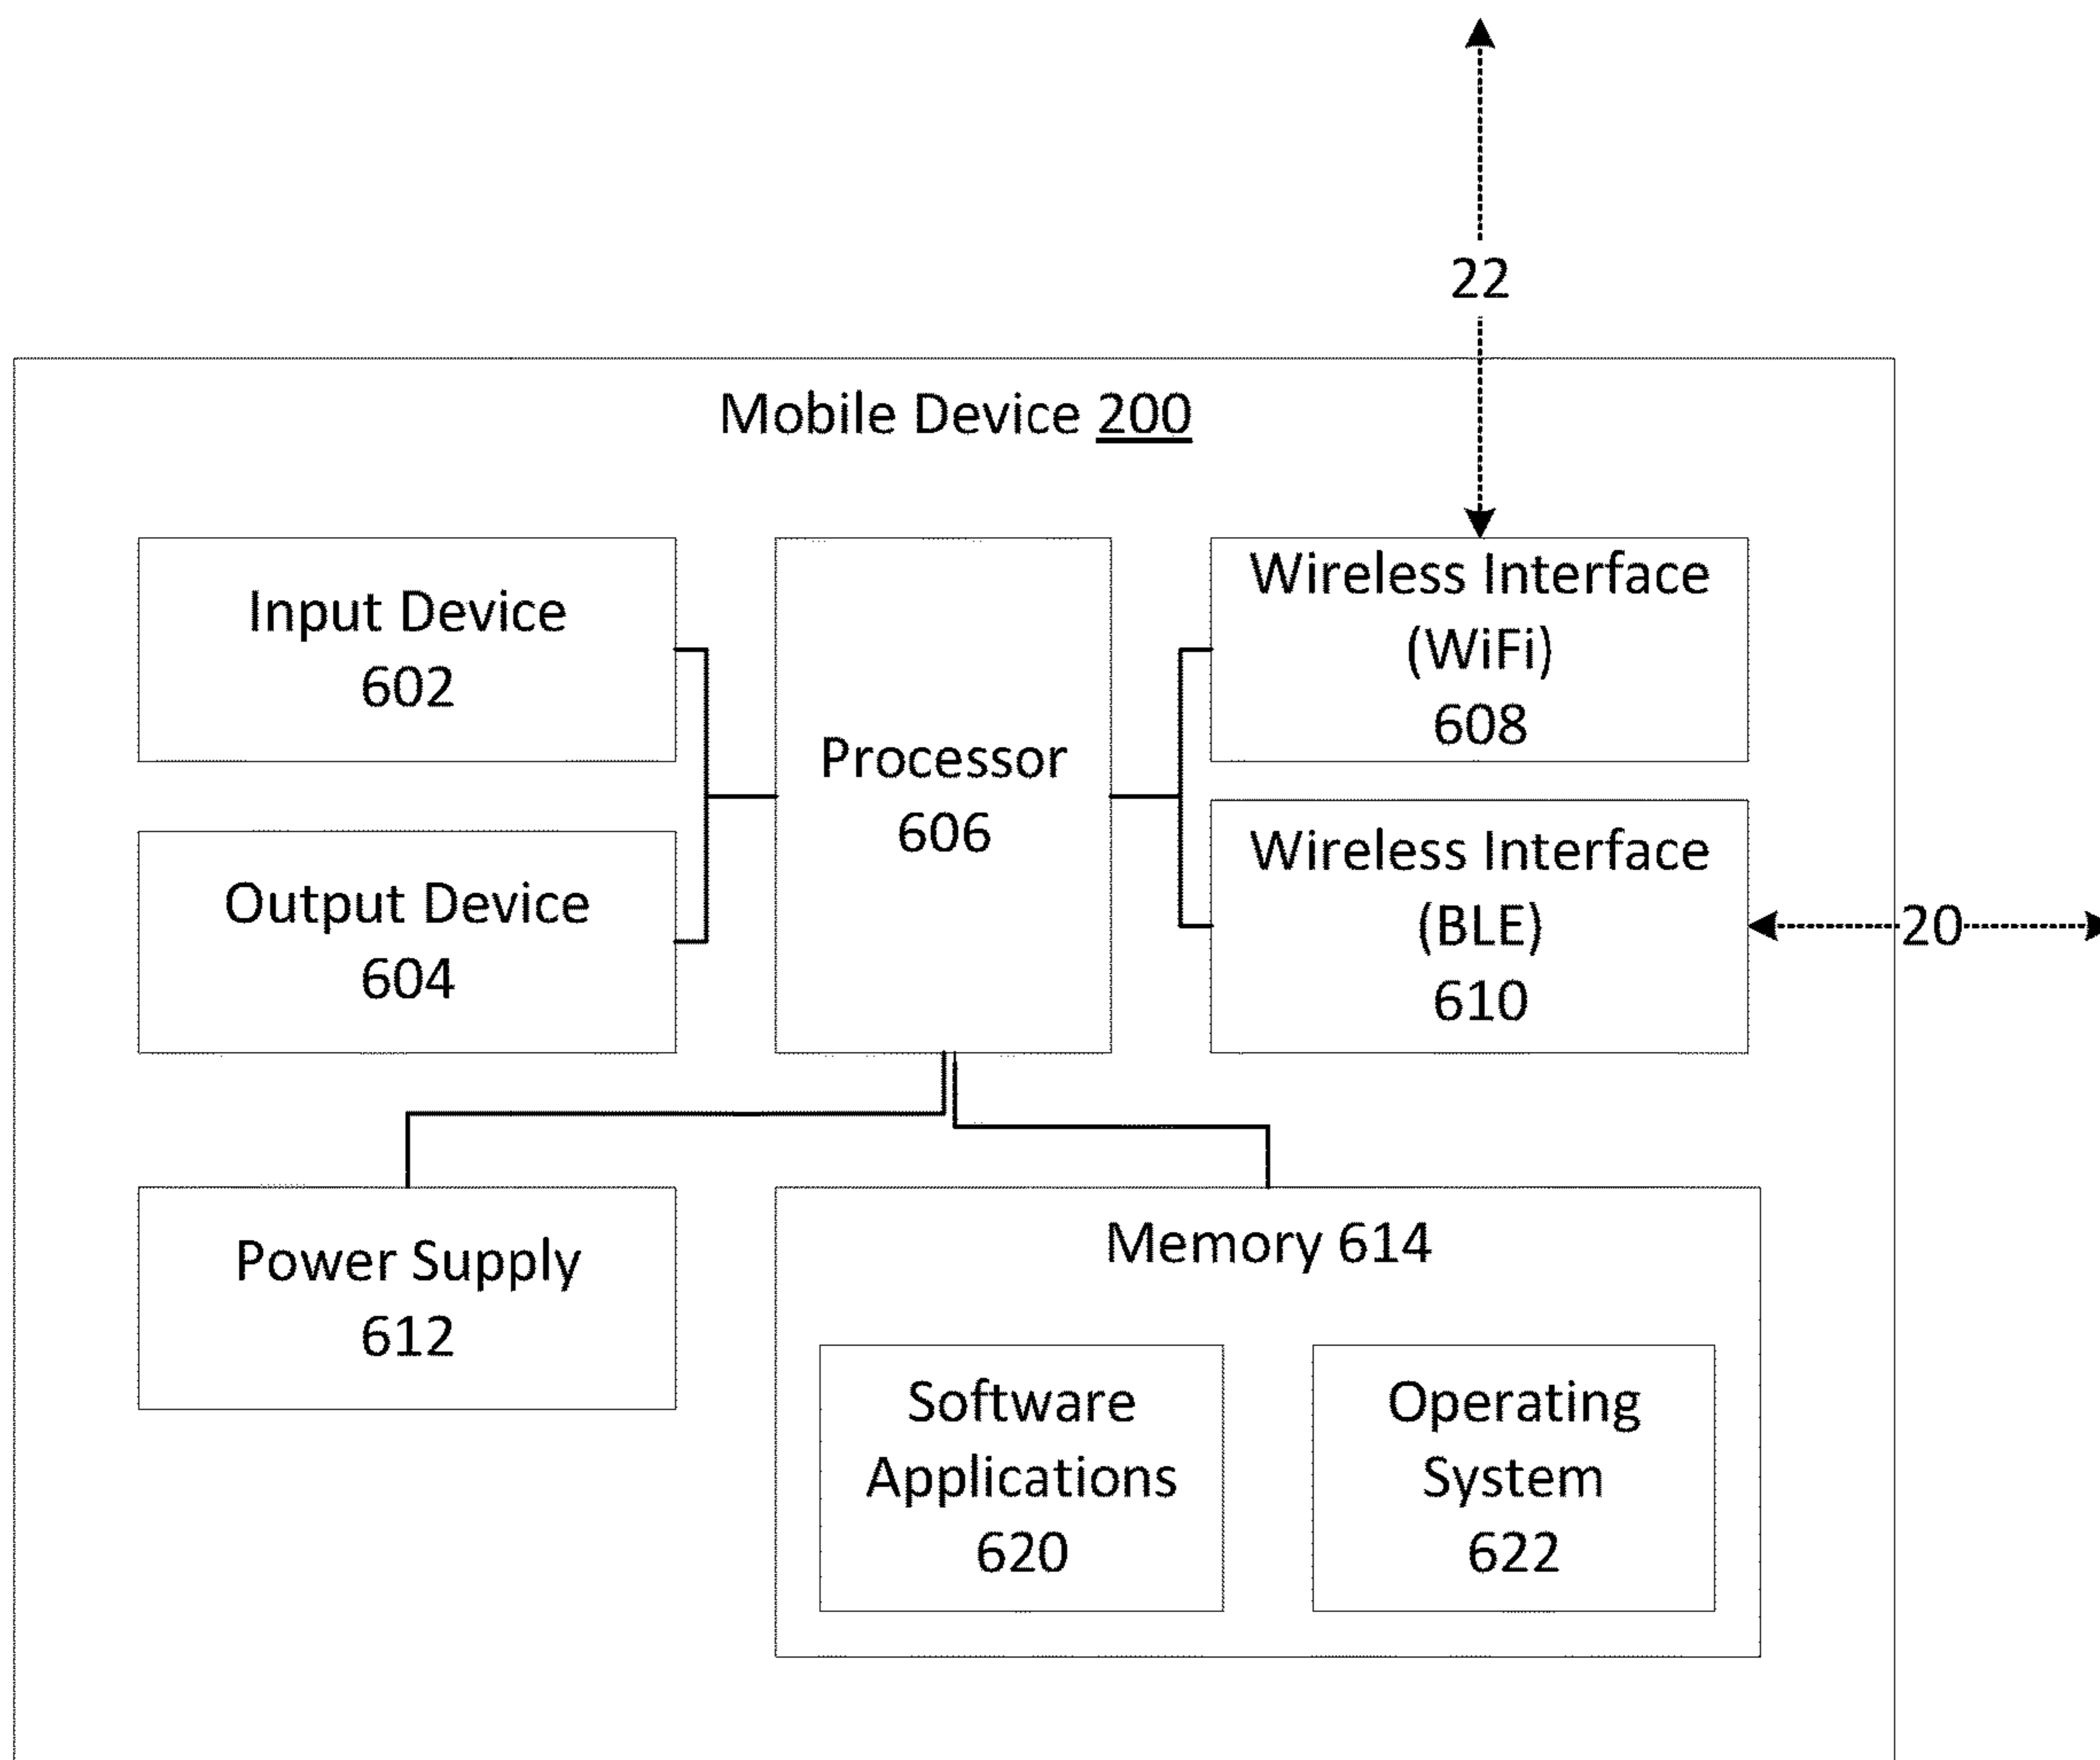 22
Mobile Device 200
Input Device
602
Output Device
604
Processor
606
Wireless Interface
(WiFi)
608
Wireless Interface
(BLE)
610
20
Power Supply
612
Memory 614
Software
Applications
620
Operating
System
622